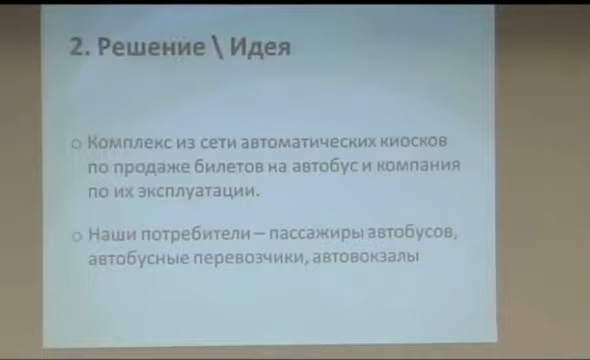 2. Решение \ Идея
○ Комплекс из сети автоматических киосков
по продаже билетов на автобус и компания
по их эксплуатации.
○ Наши потребители – пассажиры автобусов,
автобусные перевозчики, автовокзалы